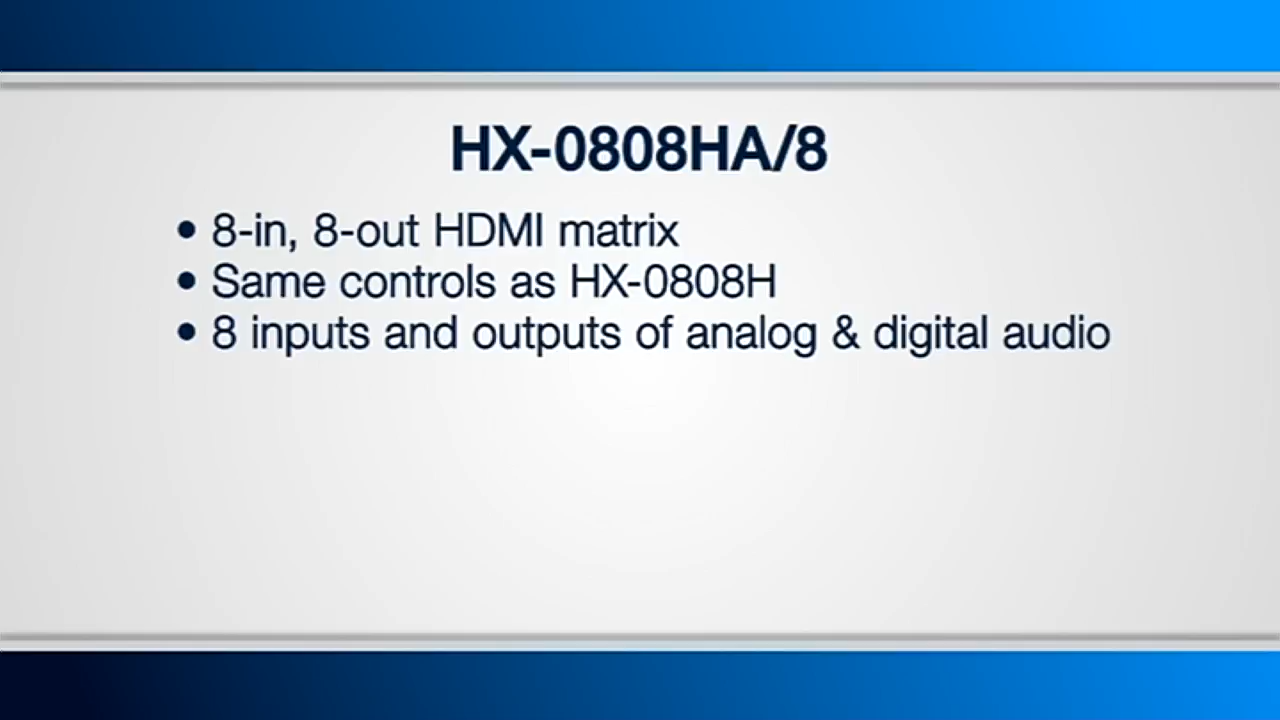 HX-0808HA/8
• 8-in, 8-out HDMI matrix
• Same controls as HX-0808H
• 8 inputs and outputs of analog & digital audio